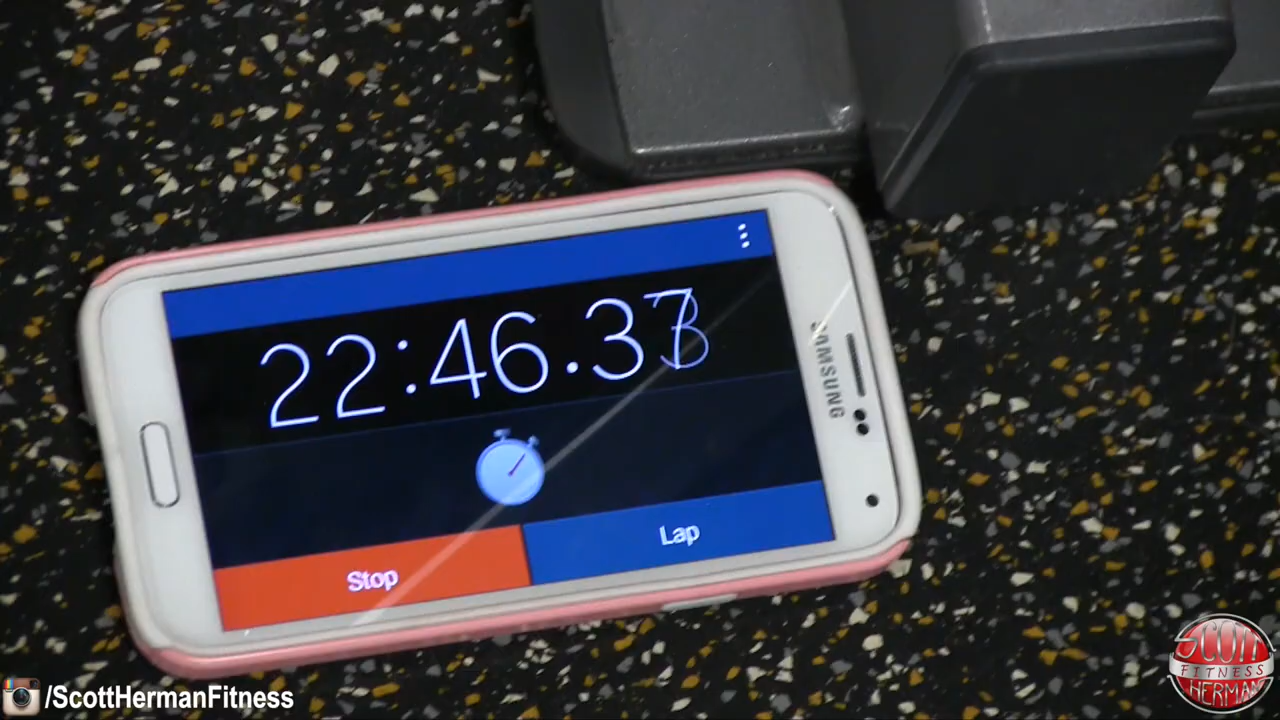 22:46.37
SAMSUNG
Stop
Lap
/ScottHermanFitness
SCOTT
FITNESS
HERMAN